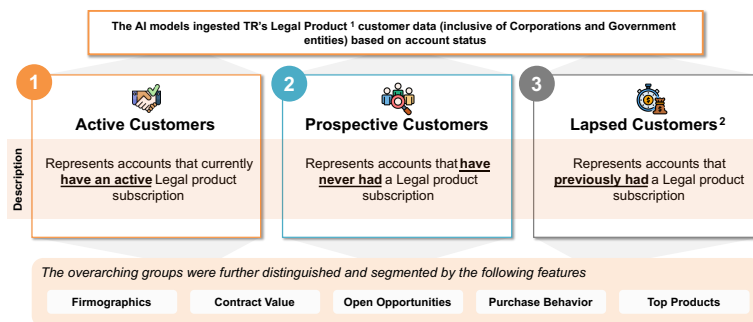 The AI models ingested TR's Legal Product ¹ customer data (inclusive of Corporations and Government
entities) based on account status
1
Active Customers
Description
Represents accounts that currently
have an active Legal product
subscription
2
Prospective Customers
Represents accounts that have
never had a Legal product
subscription
3
Lapsed Customers²
Represents accounts that
previously had a Legal product
subscription
The overarching groups were further distinguished and segmented by the following features
Firmographics
Contract Value
Open Opportunities
Purchase Behavior
Top Products